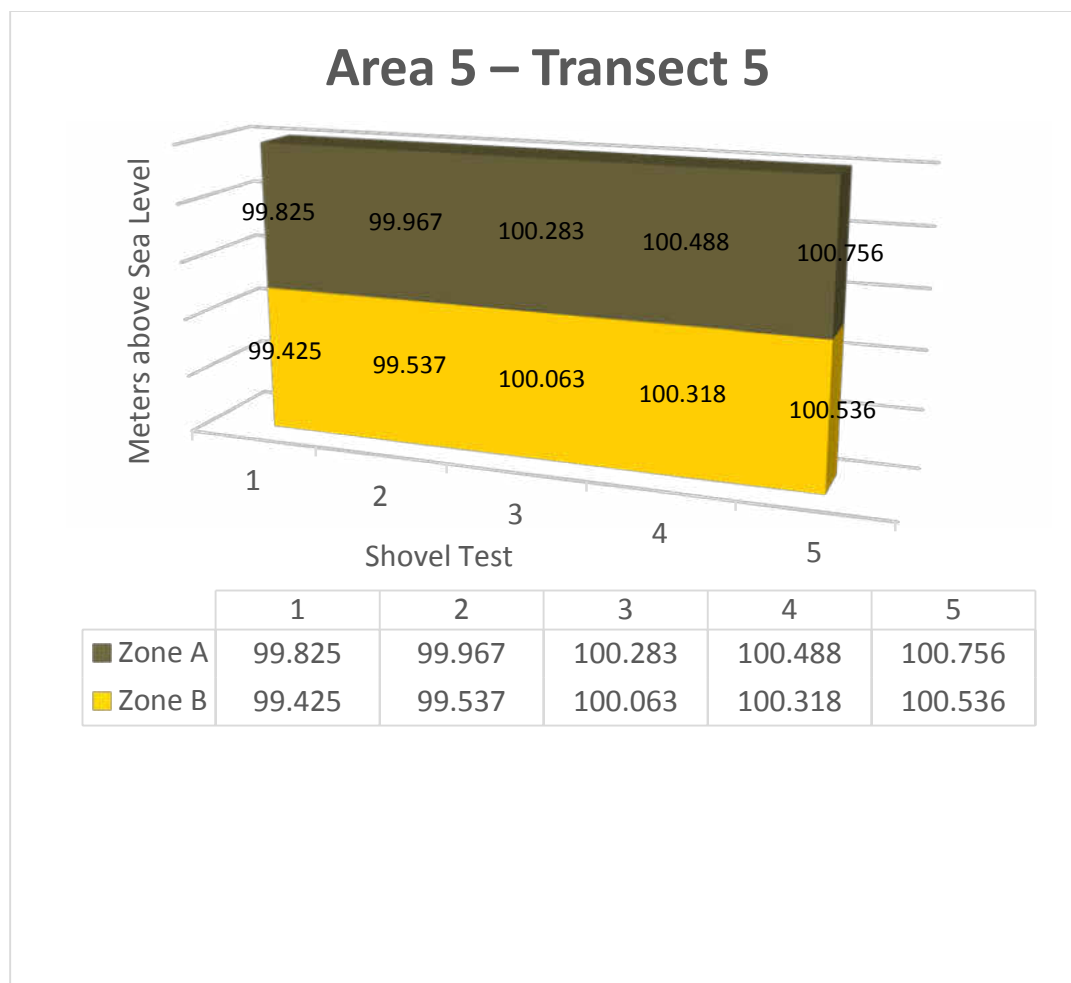 Area 5 – Transect 5
Meters above Sea Level
99.825 99.967 100.283 100.488 100.756
99.425 99.537 100.063 100.318 100.536
1 2 3 4 5
Shovel Test
1 2 3 4 5
Zone A 99.825 99.967 100.283 100.488 100.756
Zone B 99.425 99.537 100.063 100.318 100.536